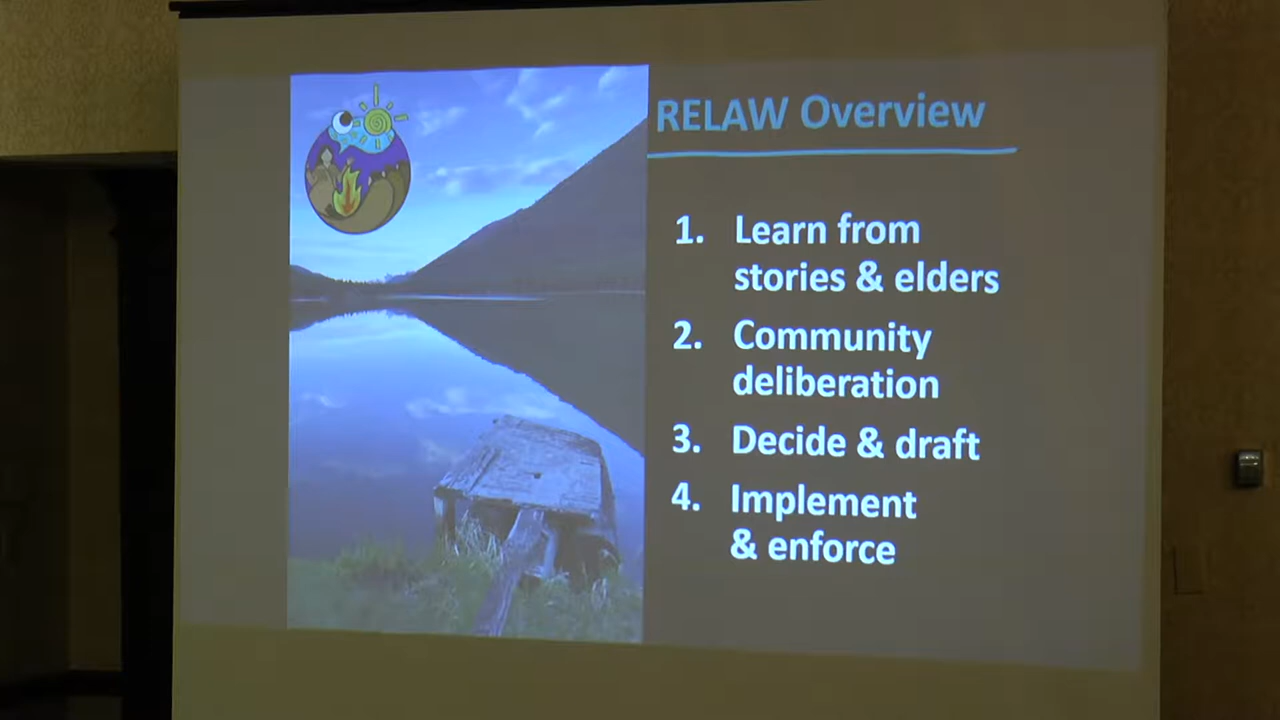 RELAW Overview
1. Learn from
stories & elders
2. Community
deliberation
3. Decide & draft
4. Implement
& enforce